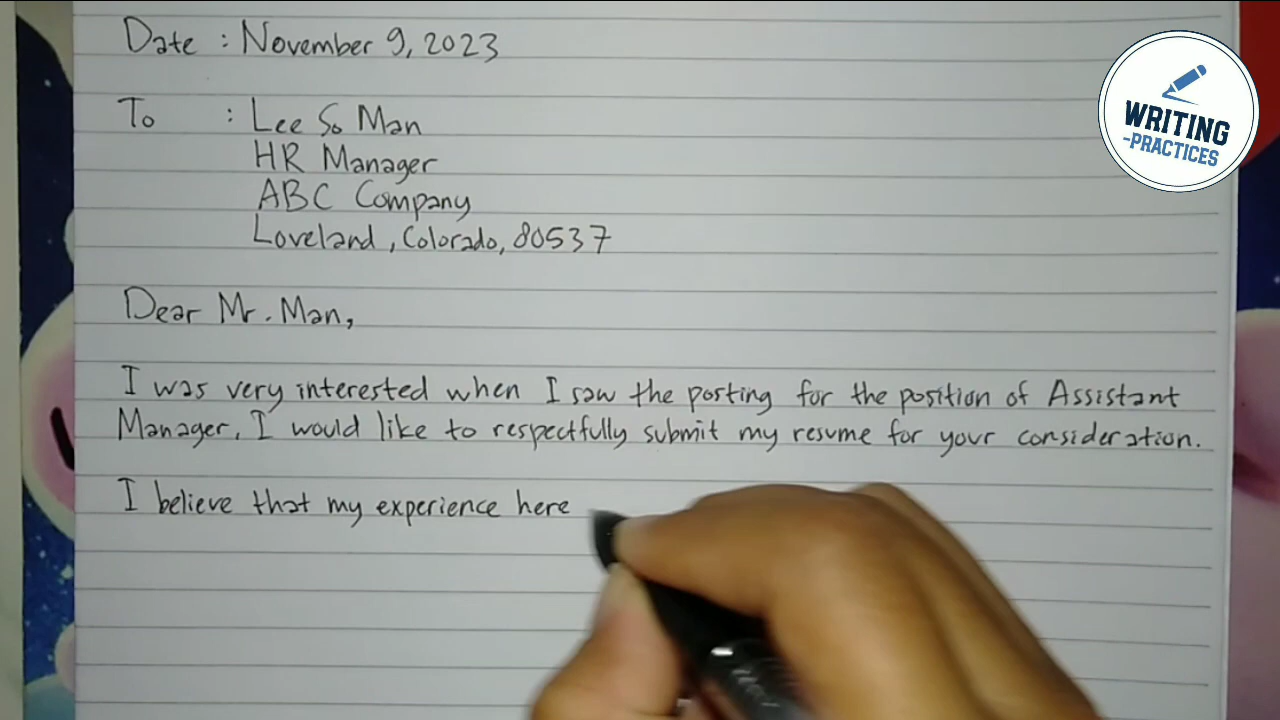 Date : November 9, 2023
To : Lee So Man
HR Manager
ABC Company
Loveland, Colorado, 80537
Dear Mr. Man,
I was very interested when I saw the posting for the position of Assistant
Manager, I would like to respectfully submit my resume for your consideration.
I believe that my experience here
WRITING
-PRACTICES